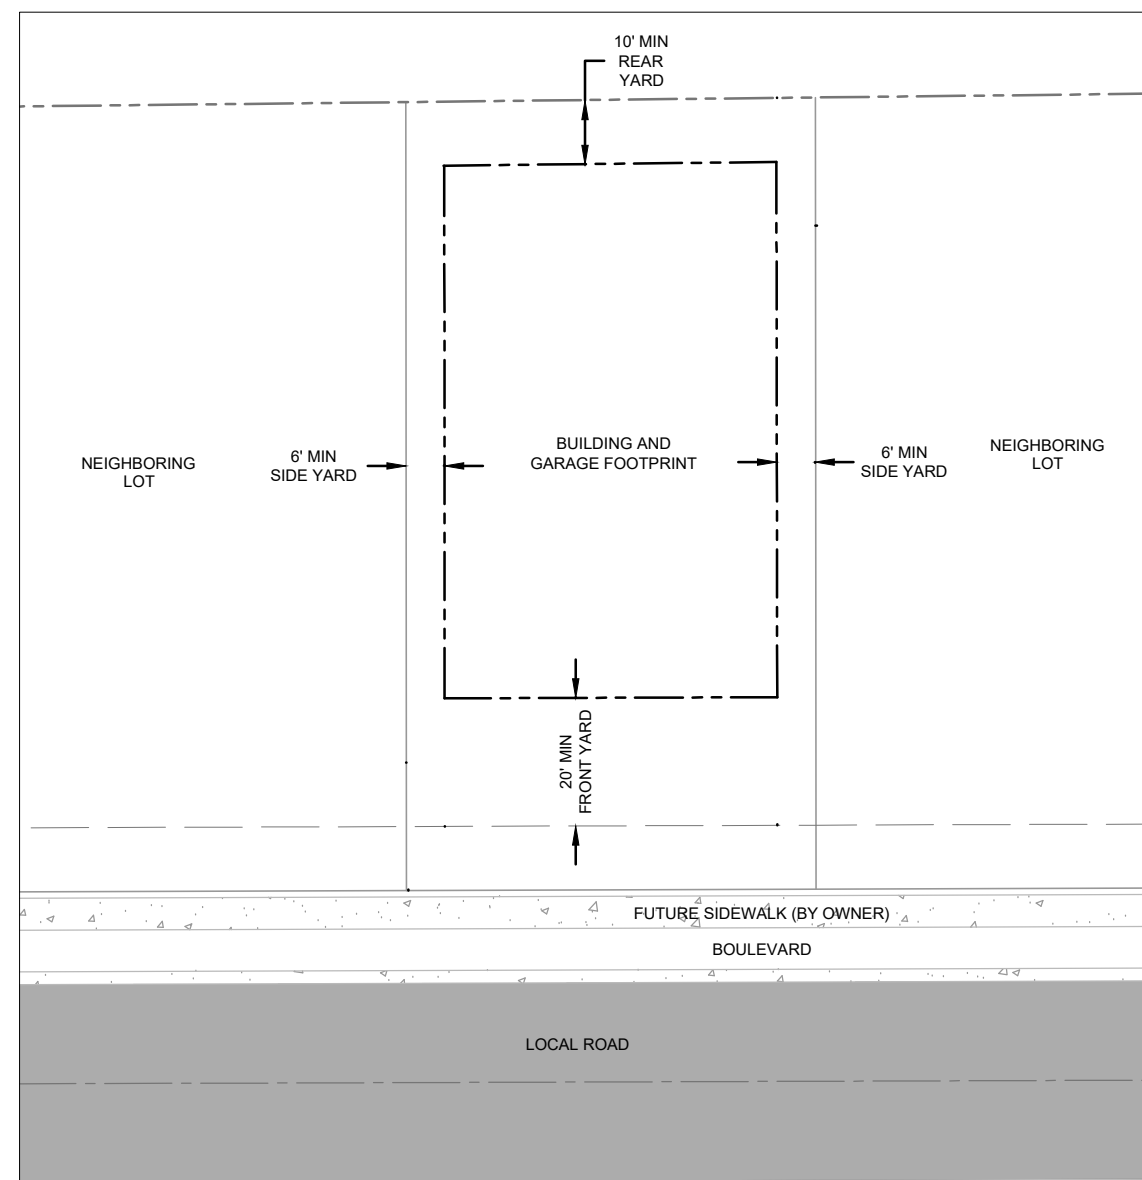 10' MIN
REAR
YARD
NEIGHBORING
LOT
6' MIN
SIDE YARD
BUILDING AND
GARAGE FOOTPRINT
6' MIN
SIDE YARD
NEIGHBORING
LOT
20' MIN
FRONT YARD
FUTURE SIDEWALK (BY OWNER)
BOULEVARD
LOCAL ROAD